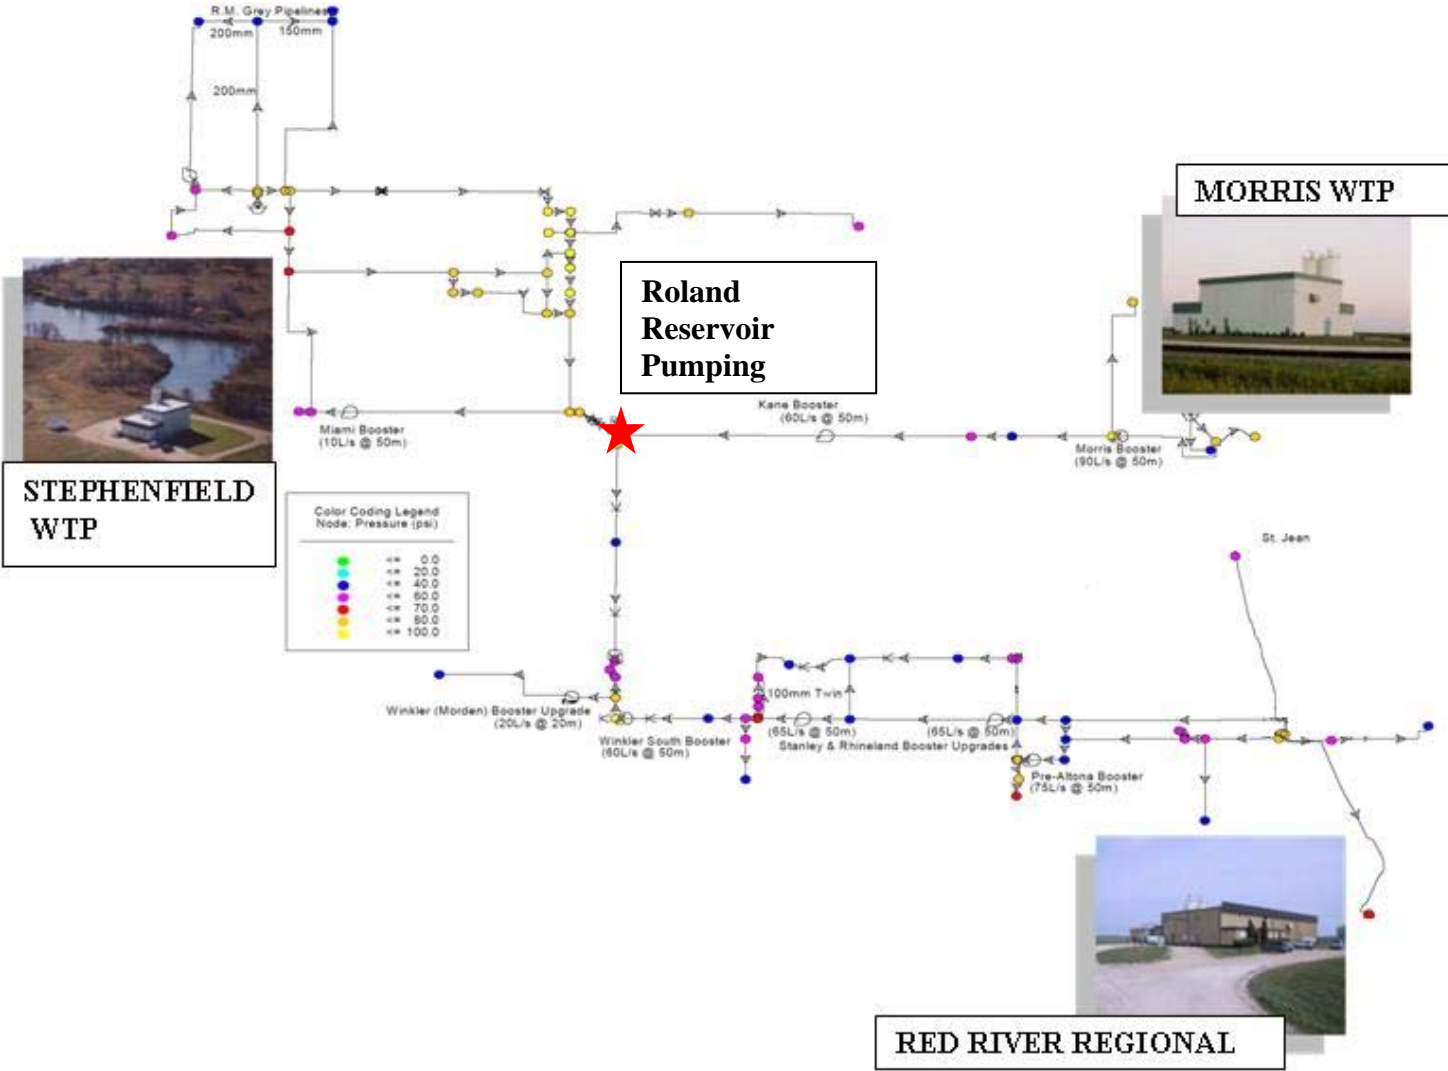 R.M. Grey Pipelines
200mm
150mm
200mm
MORRIS WTP
Roland
Reservoir
Pumping
Kane Booster
(60L/s @ 50m)
Miami Booster
(10L/s @ 50m)
Morris Booster
(90L/s @ 50m)
STEPHENFIELD
WTP
Color Coding Legend
Node: Pressure (psi)
<= 0.0
<= 20.0
<= 40.0
<= 60.0
<= 70.0
<= 80.0
<= 100.0
St. Jean
100mm Twin
Winkler (Morden) Booster Upgrade
(20L/s @ 20m)
Winkler South Booster
(60L/s @ 50m)
(65L/s @ 50m)
(65L/s @ 50m)
Stanley & Rhineland Booster Upgrades
Pre-Altona Booster
(75L/s @ 50m)
RED RIVER REGIONAL